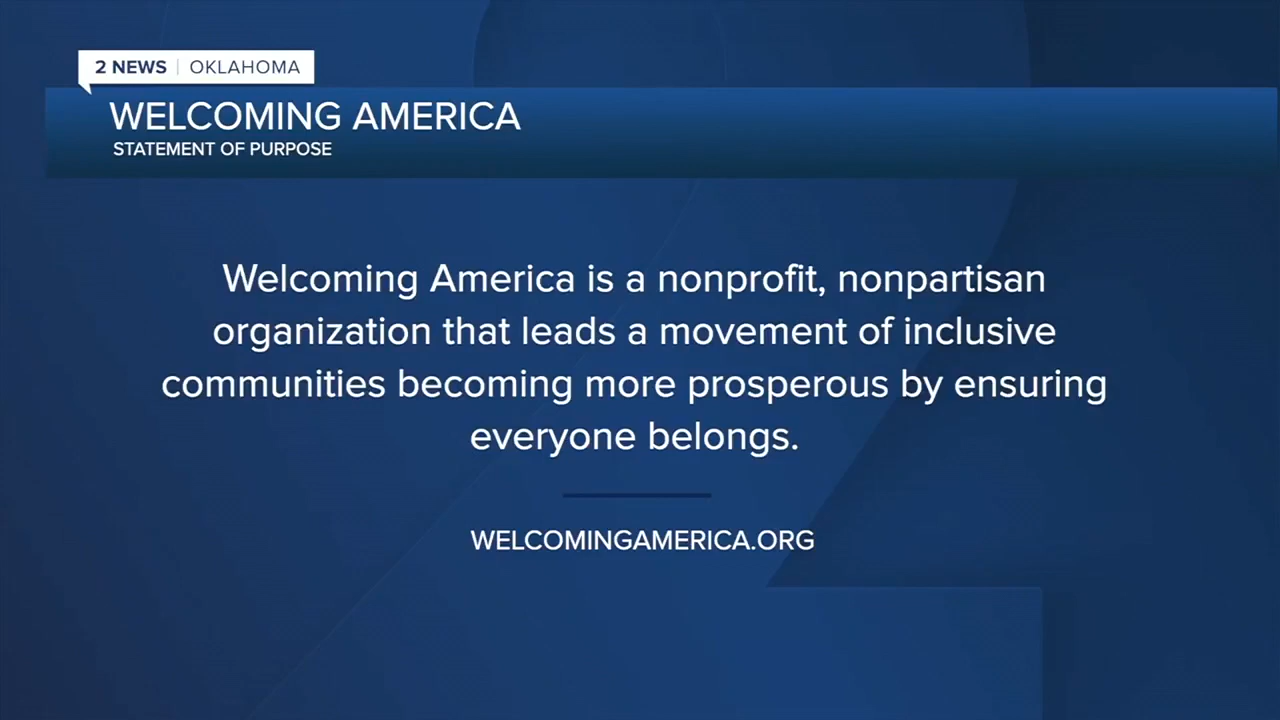 2 NEWS | OKLAHOMA
WELCOMING AMERICA
STATEMENT OF PURPOSE
Welcoming America is a nonprofit, nonpartisan
organization that leads a movement of inclusive
communities becoming more prosperous by ensuring
everyone belongs.
WELCOMINGAMERICA.ORG